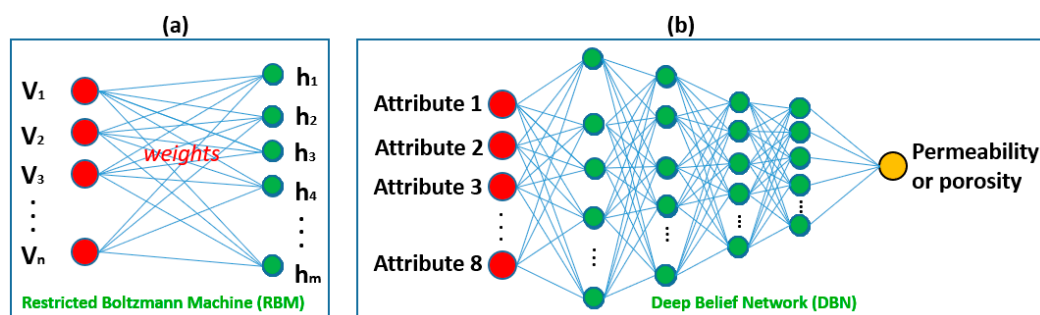 (a)
V1
V2
V3
Vn
weights
h1
h2
h3
h4
hm
Restricted Boltzmann Machine (RBM)
(b)
Attribute 1
Attribute 2
Attribute 3
Attribute 8
Permeability
or porosity
Deep Belief Network (DBN)